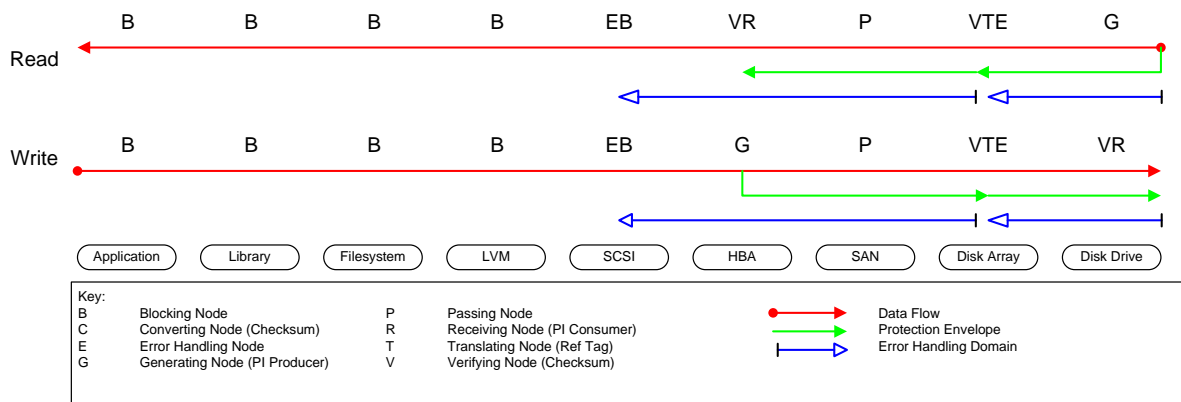 B B B B EB VR P VTE G
Read
B B B B EB G P VTE VR
Write
Application Library Filesystem LVM SCSI HBA SAN Disk Array Disk Drive
Key:
B Blocking Node P Passing Node Data Flow
C Converting Node (Checksum) R Receiving Node (PI Consumer) Protection Envelope
E Error Handling Node T Translating Node (Ref Tag) Error Handling Domain
G Generating Node (PI Producer) V Verifying Node (Checksum)